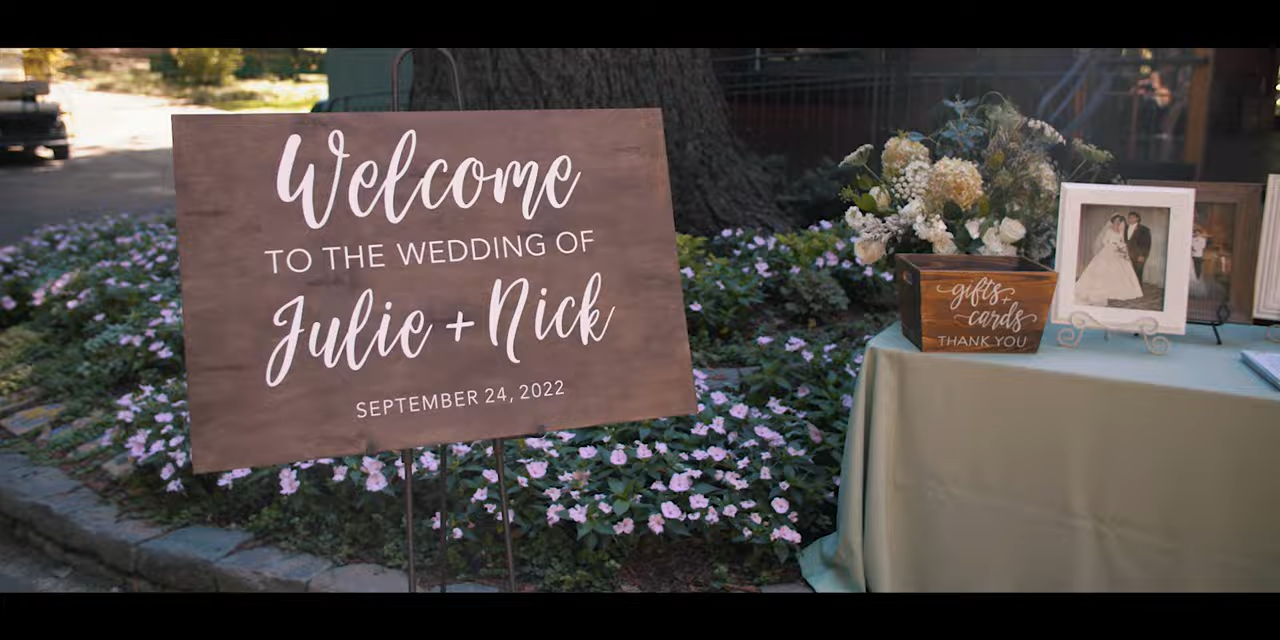 Welcome
TO THE WEDDING OF
Julie + Nick
SEPTEMBER 24, 2022
gifts +
cards
THANK YOU